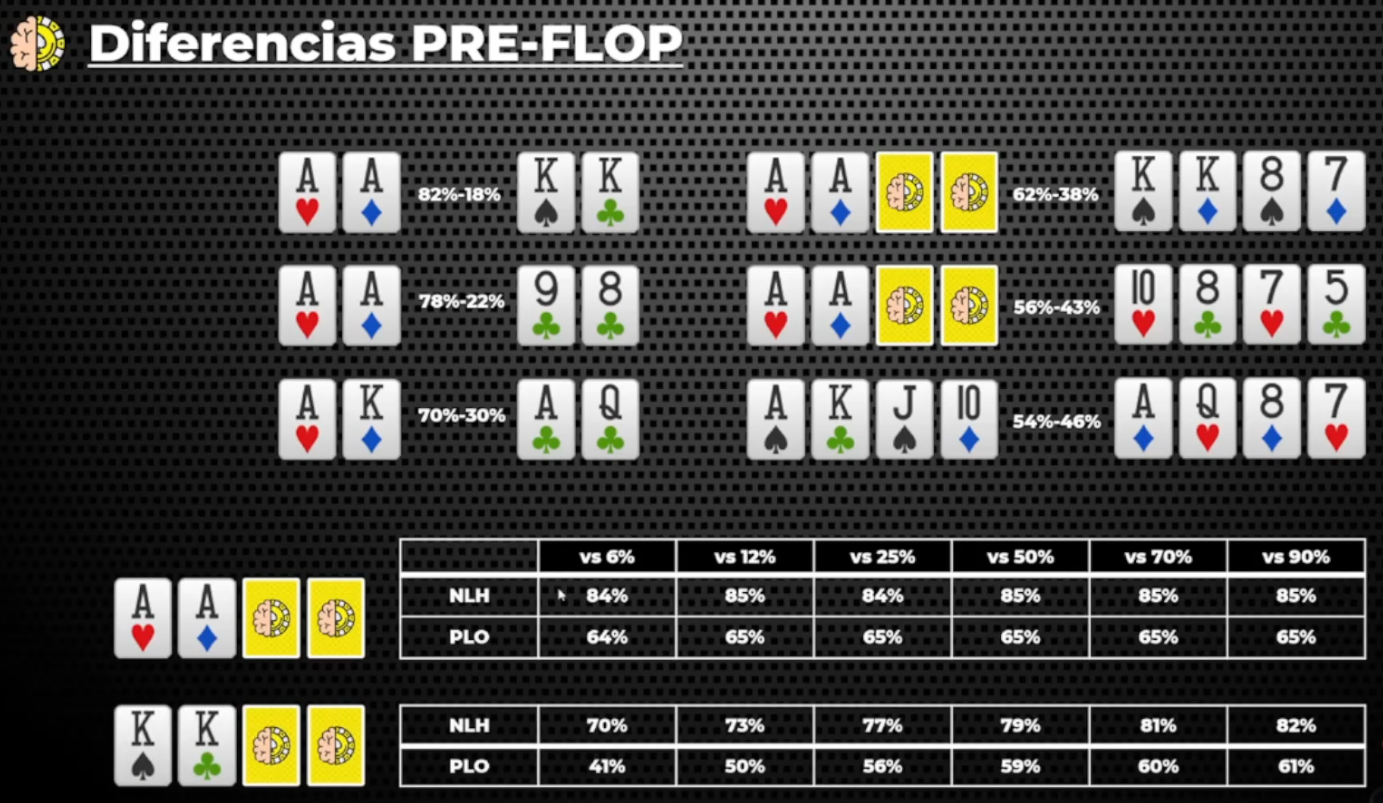 Diferencias PRE-FLOP
A A 82%-18% K K A A 62%-38% K K 8 7
A A 78%-22% 9 8 A A 56%-43% 10 8 7 5
A K 70%-30% A Q A K J 10 54%-46% A Q 8 7
vs 6% vs 12% vs 25% vs 50% vs 70% vs 90%
A A NLH 84% 85% 84% 85% 85% 85%
PLO 64% 65% 65% 65% 65% 65%
K K NLH 70% 73% 77% 79% 81% 82%
PLO 41% 50% 56% 59% 60% 61%